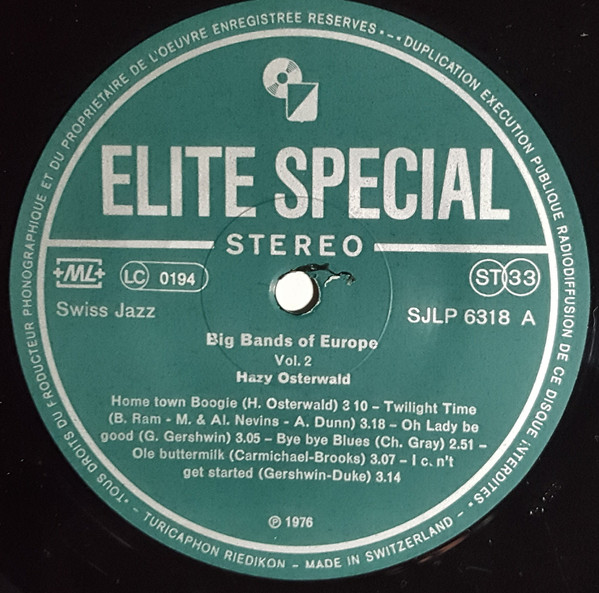 TOUS DROITS DU PRODUCTEUR PHONOGRAPHIQUE ET DU PROPRIETAIRE DE L'OEUVRE ENREGISTREE RESERVES • – • DUPLICATION EXECUTION PUBLIQUE RADIODIFFUSION DE CE DISQUE INTERDITES •
ELITE SPECIAL
STEREO
+ML+ LC 0194 ST 33
Swiss Jazz SJLP 6318 A
Big Bands of Europe
Vol. 2
Hazy Osterwald
Home town Boogie (H. Osterwald) 3 10 – Twilight Time
(B. Ram - M. & Al. Nevins - A. Dunn) 3.18 – Oh Lady be
good (G. Gershwin) 3.05 – Bye bye Blues (Ch. Gray) 2.51 –
Ole buttermilk (Carmichael-Brooks) 3.07 – I c n't
get started (Gershwin-Duke) 3.14
℗ 1976
TURICAPHON RIEDIKON – MADE IN SWITZERLAND –